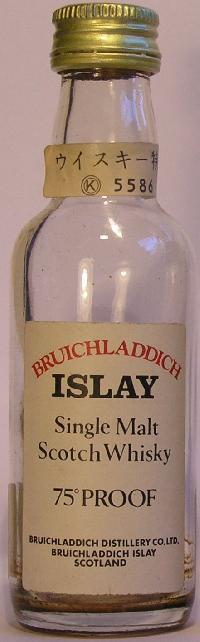 ウイスキー特
Ⓚ 5586
BRUICHLADDICH
ISLAY
Single Malt
Scotch Whisky
75° PROOF
BRUICHLADDICH DISTILLERY CO. LTD.
BRUICHLADDICH ISLAY
SCOTLAND